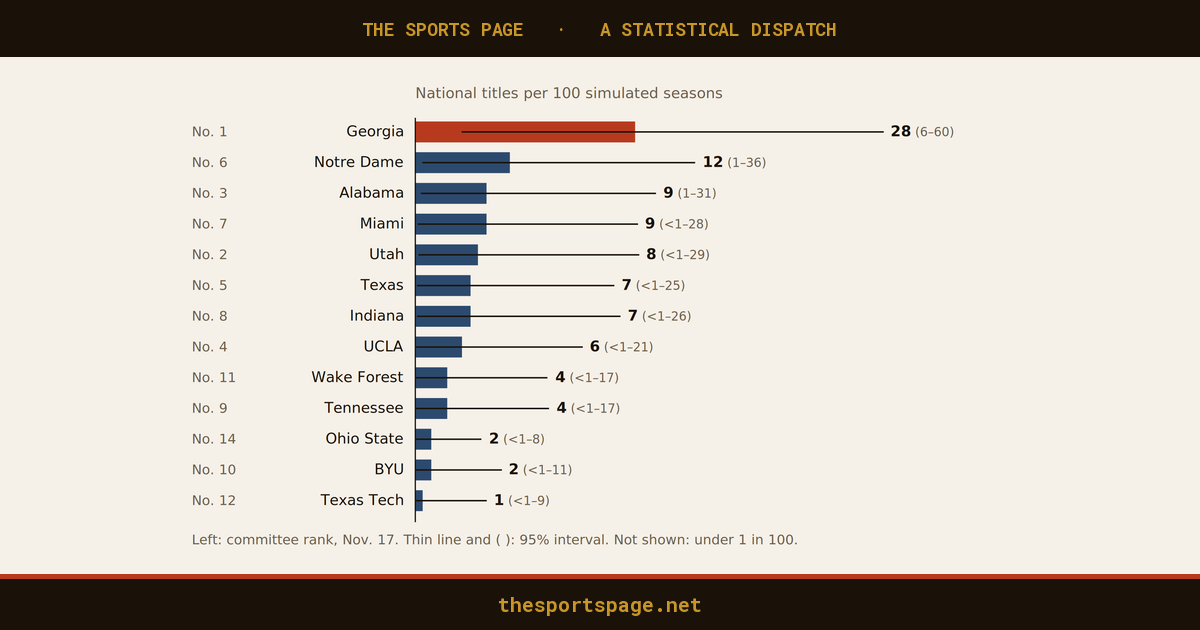 THE SPORTS PAGE · A STATISTICAL DISPATCH
National titles per 100 simulated seasons
No. 1 Georgia 28 (6–60)
No. 6 Notre Dame 12 (1–36)
No. 3 Alabama 9 (1–31)
No. 7 Miami 9 (<1–28)
No. 2 Utah 8 (<1–29)
No. 5 Texas 7 (<1–25)
No. 8 Indiana 7 (<1–26)
No. 4 UCLA 6 (<1–21)
No. 11 Wake Forest 4 (<1–17)
No. 9 Tennessee 4 (<1–17)
No. 14 Ohio State 2 (<1–8)
No. 10 BYU 2 (<1–11)
No. 12 Texas Tech 1 (<1–9)
Left: committee rank, Nov. 17. Thin line and ( ): 95% interval. Not shown: under 1 in 100.
thesportspage.net